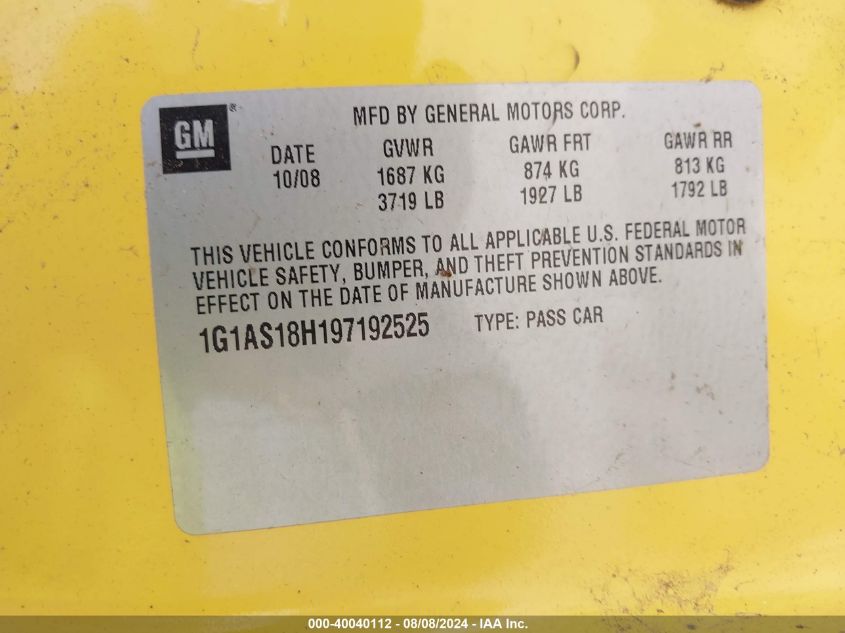 GM®
MFD BY GENERAL MOTORS CORP.
DATE GVWR GAWR FRT GAWR RR
10/08 1687 KG 874 KG 813 KG
3719 LB 1927 LB 1792 LB
THIS VEHICLE CONFORMS TO ALL APPLICABLE U.S. FEDERAL MOTOR
VEHICLE SAFETY, BUMPER, AND THEFT PREVENTION STANDARDS IN
EFFECT ON THE DATE OF MANUFACTURE SHOWN ABOVE.
1G1AS18H197192525 TYPE: PASS CAR
000-40040112 - 08/08/2024 - IAA Inc.